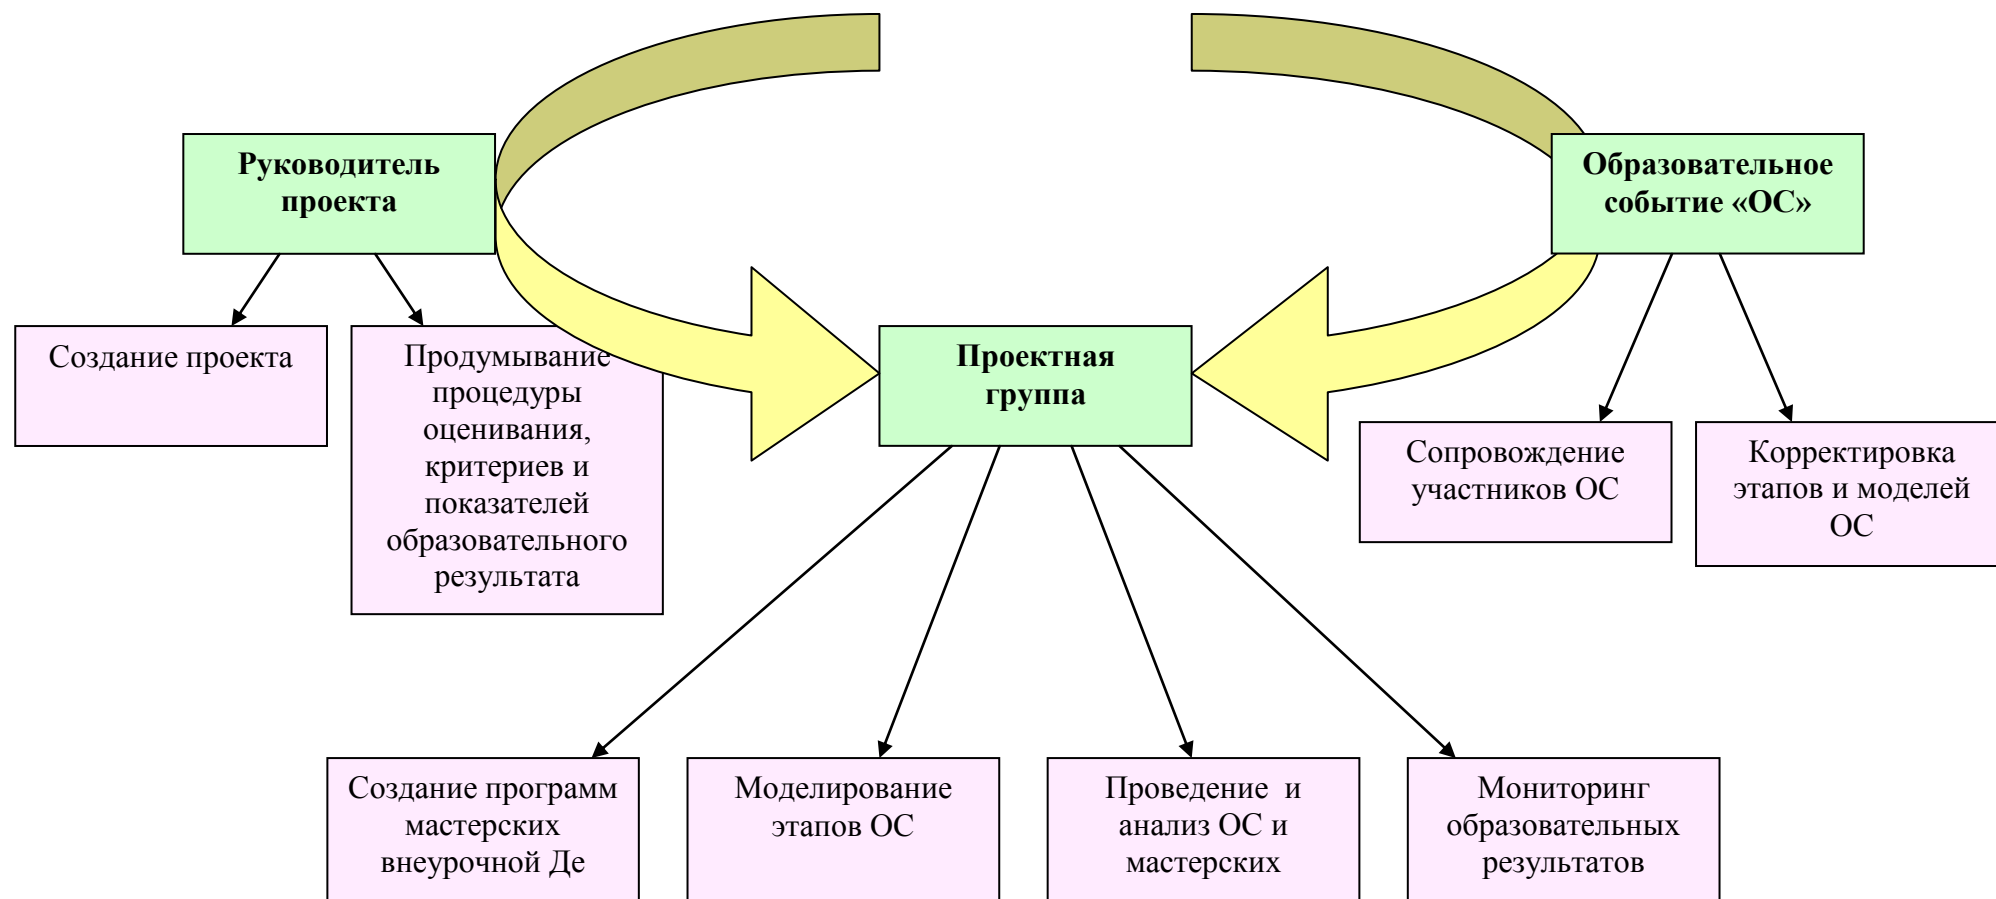 Руководитель
проекта
Образовательное
событие «ОС»
Создание проекта
Продумывание
процедуры
оценивания,
критериев и
показателей
образовательного
результата
Проектная
группа
Сопровождение
участников ОС
Корректировка
этапов и моделей
ОС
Создание программ
мастерских
внеурочной Де
Моделирование
этапов ОС
Проведение и
анализ ОС и
мастерских
Мониторинг
образовательных
результатов